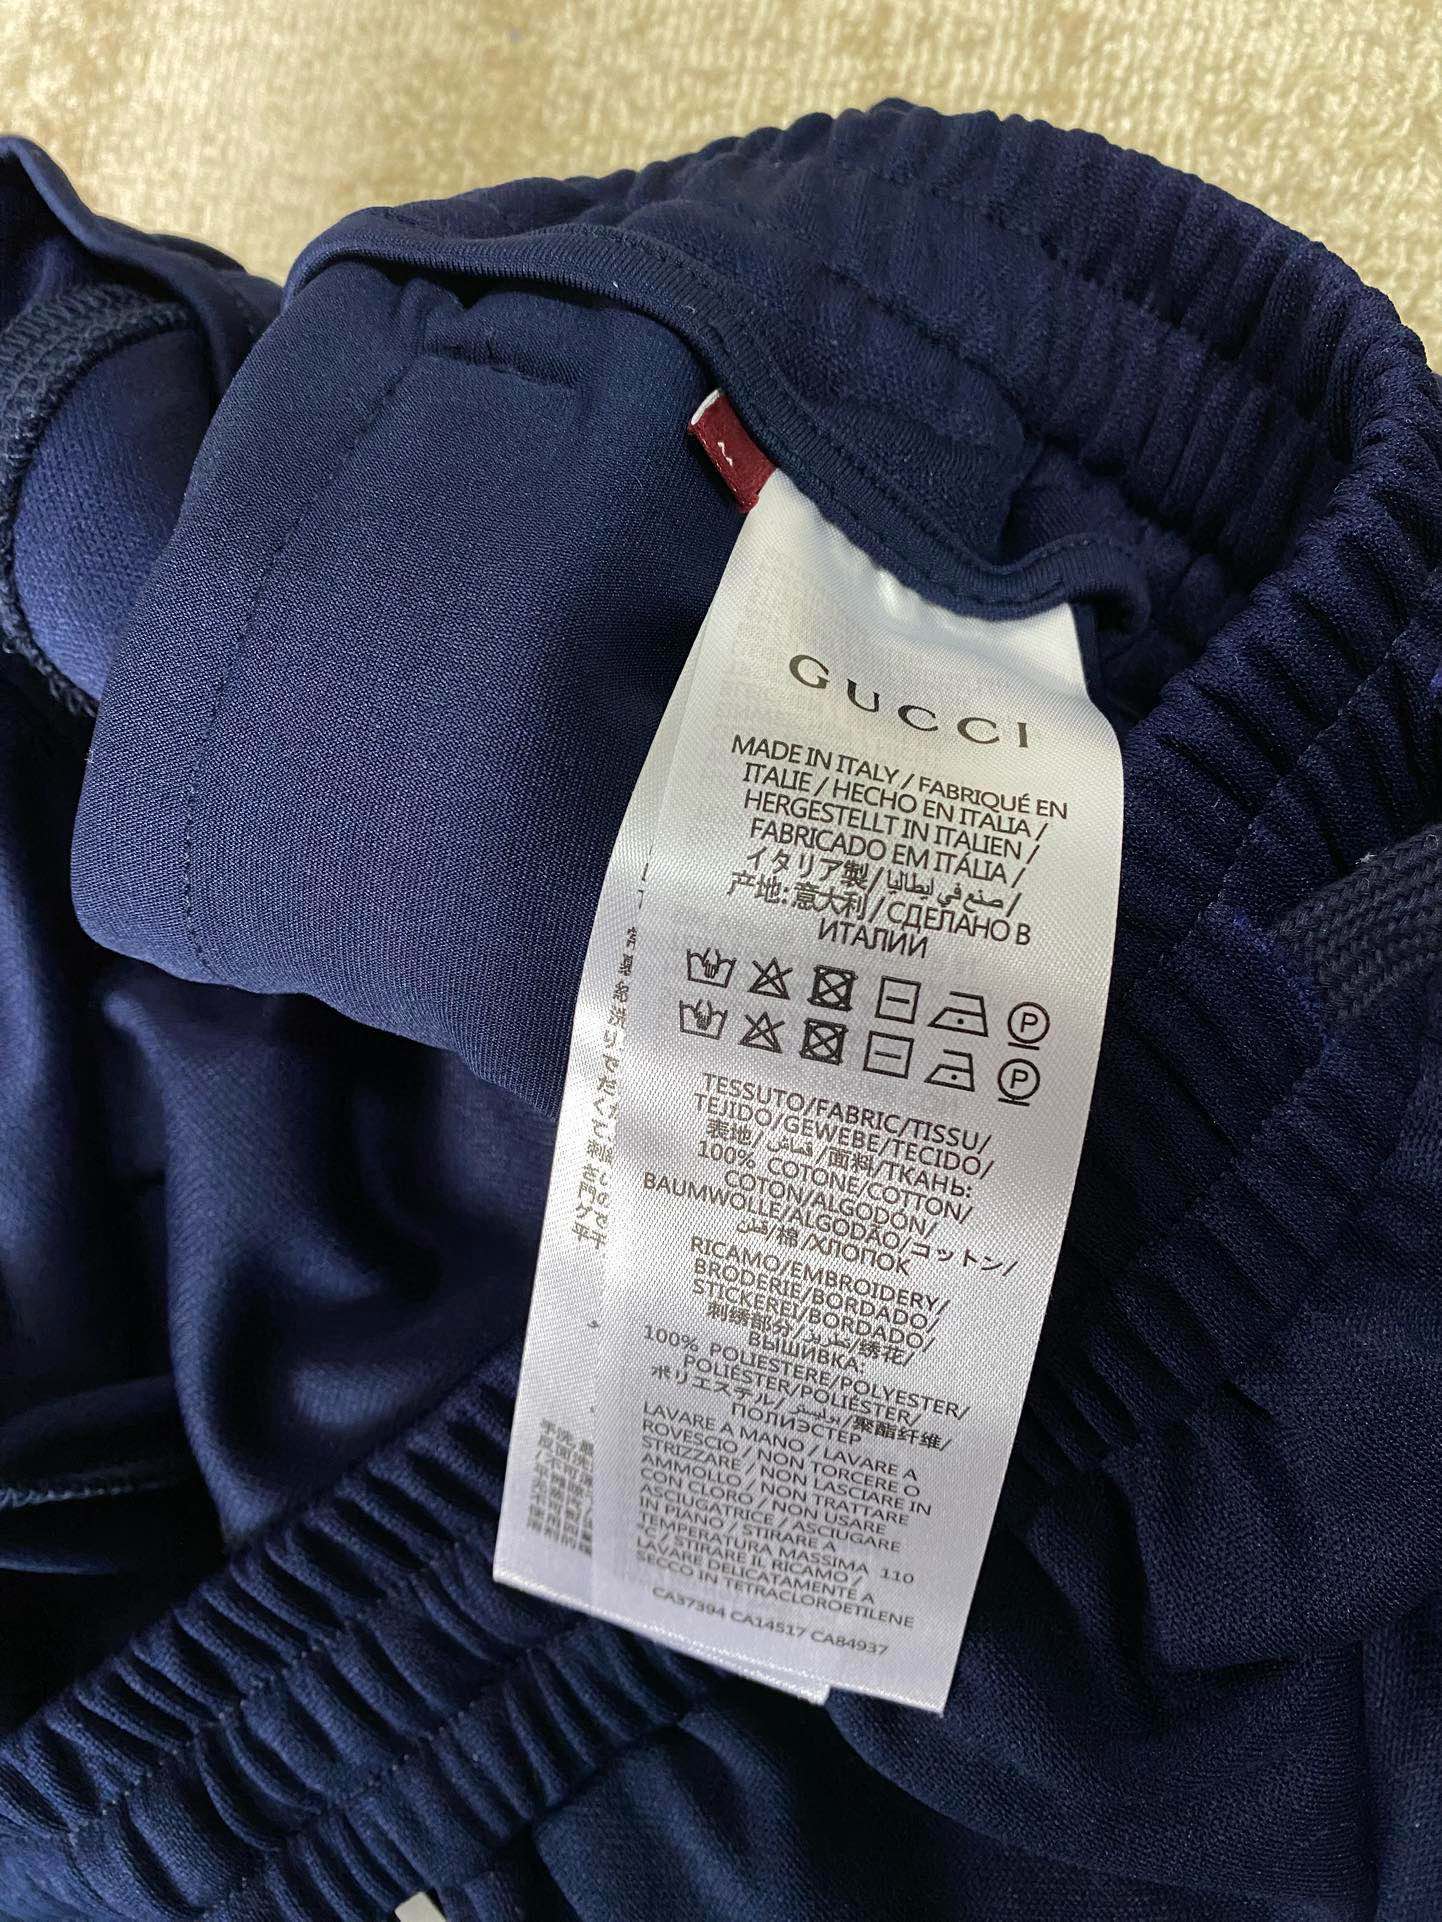 GUCCI
MADE IN ITALY / FABRIQUÉ EN
ITALIE / HECHO EN ITALIA /
HERGESTELLT IN ITALIEN /
FABRICADO EM ITÁLIA /
イタリア製 / صنع في إيطاليا /
产地: 意大利 / СДЕЛАНО В
ИТАЛИИ
P
P
TESSUTO/FABRIC/TISSU/
TEJIDO/GEWEBE/TECIDO/
表地/قماش/面料/ТКАНЬ:
100% COTONE/COTTON/
COTON/ALGODON/
BAUMWOLLE/ALGODÃO/コットン/
قطن/棉/ХЛОПОК
RICAMO/EMBROIDERY/
BRODERIE/BORDADO/
STICKEREI/BORDADO/
刺绣部分/تطريز/绣花/
ВЫШИВКА:
100% POLIESTERE/POLYESTER/
POLIESTER/POLIÉSTER/
ポリエステル/بوليستر/聚酯纤维/
ПОЛИЭСТЕР
LAVARE A MANO / LAVARE A
ROVESCIO / NON TORCERE O
STRIZZARE / NON LASCIARE IN
AMMOLLO / NON TRATTARE
CON CLORO / NON USARE
ASCIUGATRICE / ASCIUGARE
IN PIANO / STIRARE A
TEMPERATURA MASSIMA 110
°C / STIRARE IL RICAMO /
LAVARE DELICATAMENTE A
SECCO IN TETRACLOROETILENE
CA37394 CA14517 CA84937